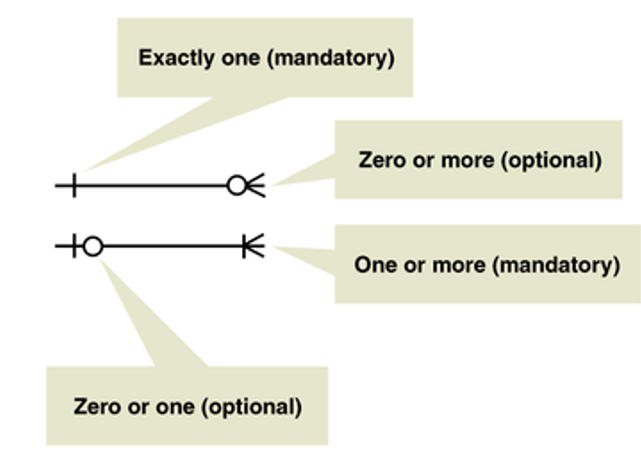 Exactly one (mandatory)
Zero or more (optional)
One or more (mandatory)
Zero or one (optional)